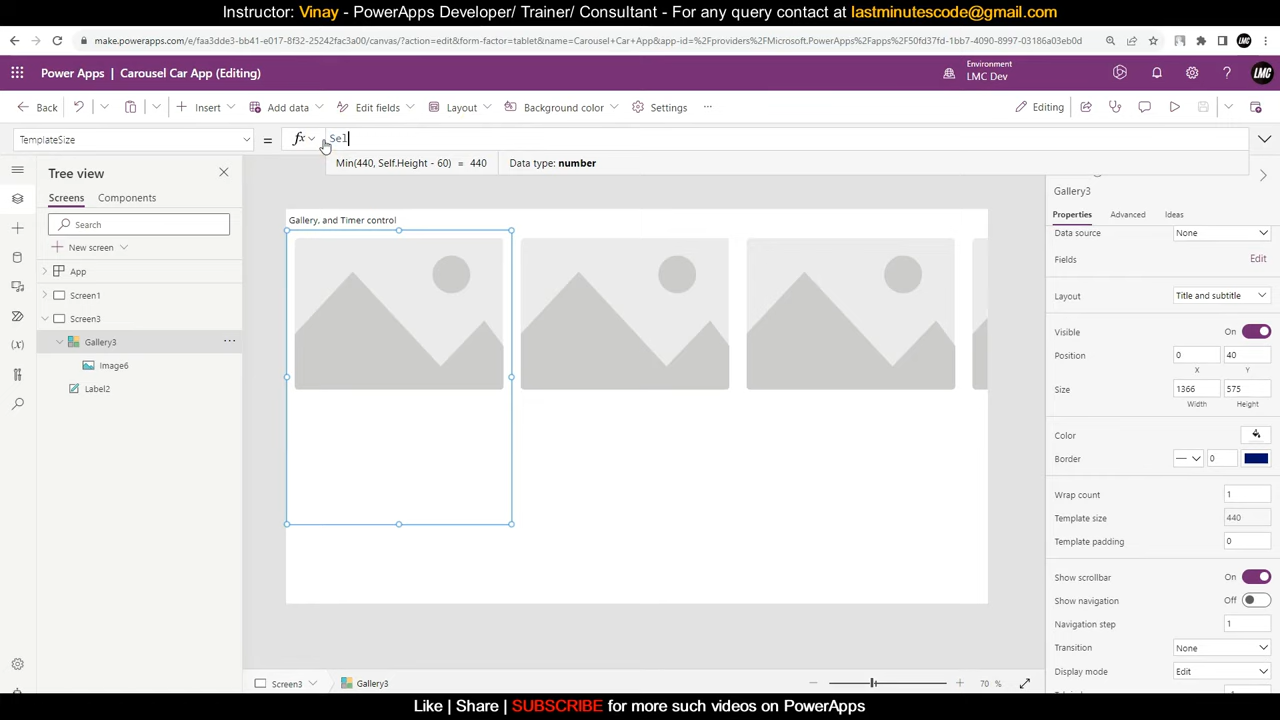 Instructor: Vinay - PowerApps Developer/ Trainer/ Consultant - For any query contact at lastminutescode@gmail.com
make.powerapps.com/e/faa3dde3-bb41-e017-8f32-25242fac3a00/canvas/?action=edit&form-factor=tablet&name=Carousel+Car+App&app-id=%2Fproviders%2FMicrosoft.PowerApps%2Fapps%2F50fd37fd-1bb7-4090-8997-37158ea5e0cd
LMC
Power Apps | Carousel Car App (Editing)
Environment
LMC Dev
LMC
Back
Insert
Add data
Edit fields
Layout
Background color
Settings
Editing
TemplateSize
=
fx
Sel
Min(440, Self.Height - 60) = 440
Data type: number
Tree view
Screens
Components
Search
New screen
App
Screen1
Screen3
Gallery3
Image6
Label2
Gallery, and Timer control
Gallery3
Properties
Advanced
Ideas
Data source
None
Fields
Edit
Layout
Title and subtitle
Visible
On
Position
0
40
X
Y
Size
1366
575
Width
Height
Color
Border
0
Wrap count
1
Template size
440
Template padding
0
Show scrollbar
On
Show navigation
Off
Navigation step
1
Transition
None
Display mode
Edit
Screen3
Gallery3
70 %
Like | Share | SUBSCRIBE for more such videos on PowerApps